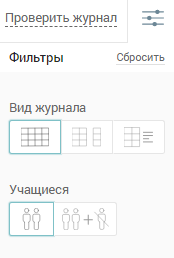 Проверить журнал
Фильтры Сбросить
Вид журнала
Учащиеся